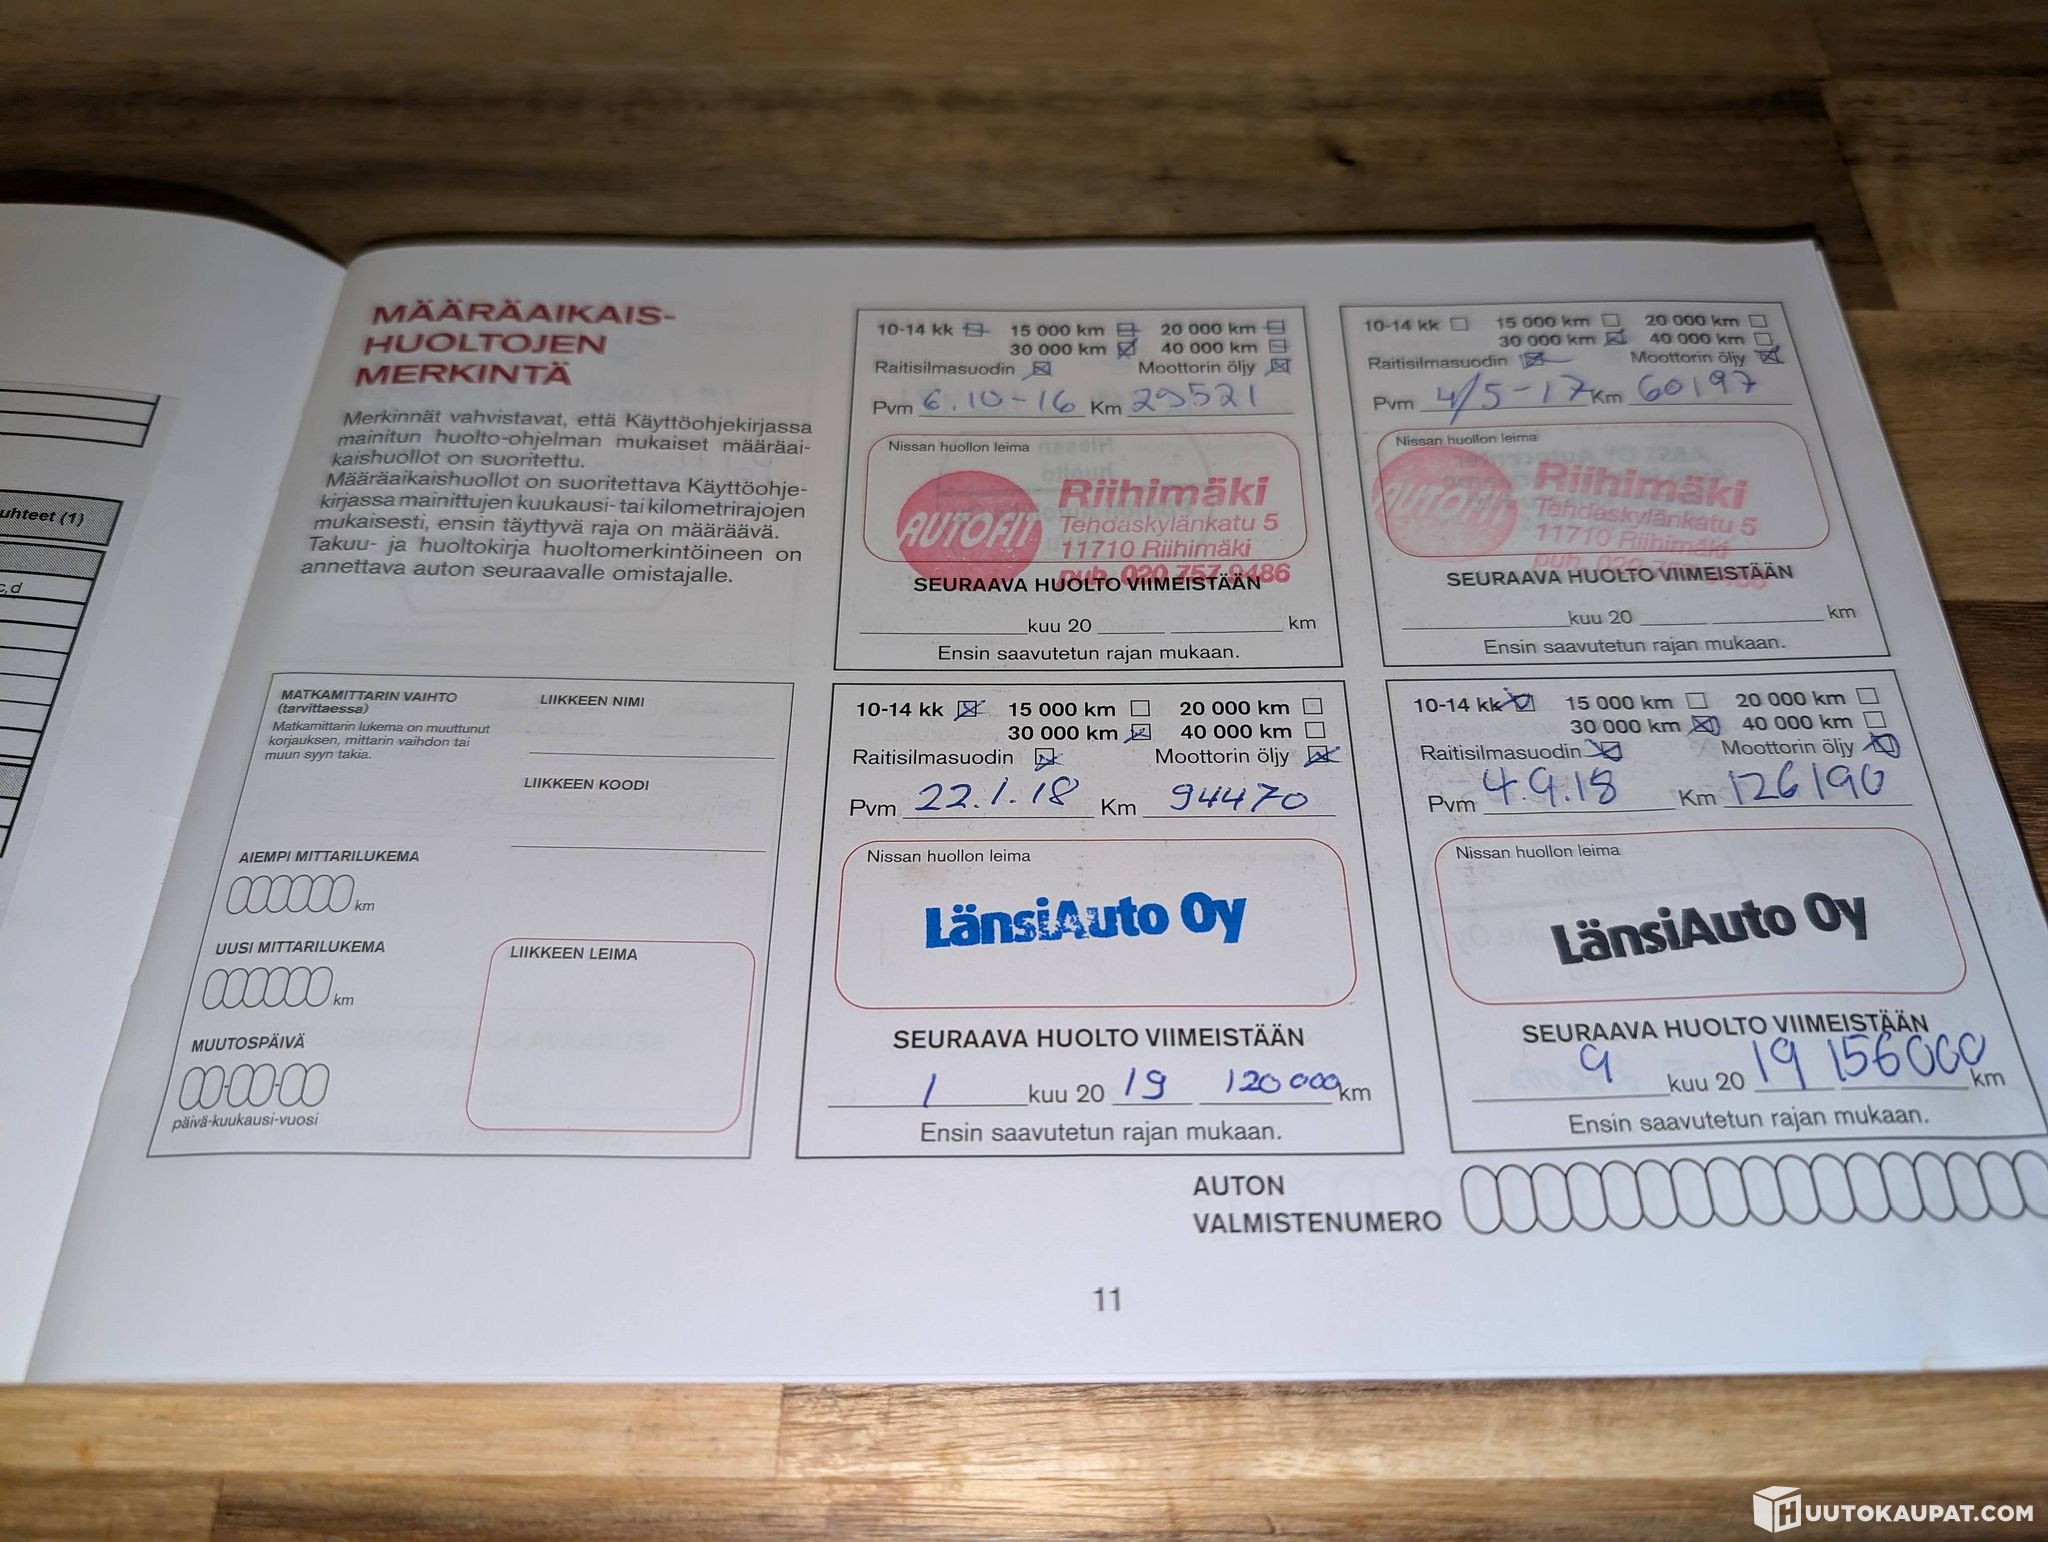 uhteet (1)
c,d
MÄÄRÄAIKAIS-
HUOLTOJEN
MERKINTÄ
Merkinnät vahvistavat, että Käyttöohjekirjassa
mainitun huolto-ohjelman mukaiset määräai-
kaishuollot on suoritettu.
Määräaikaishuollot on suoritettava Käyttöohje-
kirjassa mainittujen kuukausi- tai kilometrirajojen
mukaisesti, ensin täyttyvä raja on määräävä.
Takuu- ja huoltokirja huoltomerkintöineen on
annettava auton seuraavalle omistajalle.
MATKAMITTARIN VAIHTO
(tarvittaessa)
Matkamittarin lukema on muuttunut
korjauksen, mittarin vaihdon tai
muun syyn takia.
LIIKKEEN NIMI
LIIKKEEN KOODI
AIEMPI MITTARILUKEMA
km
UUSI MITTARILUKEMA
km
MUUTOSPÄIVÄ
päivä-kuukausi-vuosi
LIIKKEEN LEIMA
10-14 kk 15 000 km 20 000 km
30 000 km 40 000 km
Raitisilmasuodin Moottorin öljy
Pvm 6.10-16 Km 29521
Nissan huollon leima
AUTOFIT
Riihimäki
Tehdaskylänkatu 5
11710 Riihimäki
puh. 020 757 9486
SEURAAVA HUOLTO VIIMEISTÄÄN
kuu 20 km
Ensin saavutetun rajan mukaan.
10-14 kk 15 000 km 20 000 km
30 000 km 40 000 km
Raitisilmasuodin Moottorin öljy
Pvm 4/5-17 Km 60197
Nissan huollon leima
AUTOFIT
Riihimäki
Tehdaskylänkatu 5
11710 Riihimäki
puh. 020 757 9486
SEURAAVA HUOLTO VIIMEISTÄÄN
kuu 20 km
Ensin saavutetun rajan mukaan.
10-14 kk 15 000 km 20 000 km
30 000 km 40 000 km
Raitisilmasuodin Moottorin öljy
Pvm 22.1.18 Km 94470
Nissan huollon leima
LänsiAuto Oy
SEURAAVA HUOLTO VIIMEISTÄÄN
1 kuu 20 19 120000 km
Ensin saavutetun rajan mukaan.
10-14 kk 15 000 km 20 000 km
30 000 km 40 000 km
Raitisilmasuodin Moottorin öljy
Pvm 4.9.18 Km 126190
Nissan huollon leima
LänsiAuto Oy
SEURAAVA HUOLTO VIIMEISTÄÄN
9 kuu 20 19 156000 km
Ensin saavutetun rajan mukaan.
AUTON
VALMISTENUMERO
11
HUUTOKAUPAT.COM